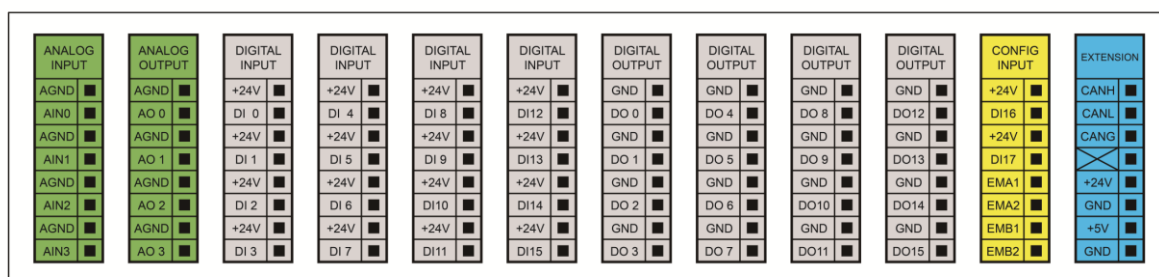 ANALOG INPUT ANALOG OUTPUT DIGITAL INPUT DIGITAL INPUT DIGITAL INPUT DIGITAL INPUT DIGITAL OUTPUT DIGITAL OUTPUT DIGITAL OUTPUT DIGITAL OUTPUT CONFIG INPUT EXTENSION
AGND AGND +24V +24V +24V +24V GND GND GND GND +24V CANH
AIN0 AO 0 DI 0 DI 4 DI 8 DI12 DO 0 DO 4 DO 8 DO12 DI16 CANL
AGND AGND +24V +24V +24V +24V GND GND GND GND +24V CANG
AIN1 AO 1 DI 1 DI 5 DI 9 DI13 DO 1 DO 5 DO 9 DO13 DI17
AGND AGND +24V +24V +24V +24V GND GND GND GND EMA1 +24V
AIN2 AO 2 DI 2 DI 6 DI10 DI14 DO 2 DO 6 DO10 DO14 EMA2 GND
AGND AGND +24V +24V +24V +24V GND GND GND GND EMB1 +5V
AIN3 AO 3 DI 3 DI 7 DI11 DI15 DO 3 DO 7 DO11 DO15 EMB2 GND